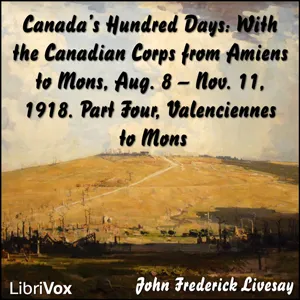 Canada's Hundred Days: With
the Canadian Corps from Amiens
to Mons, Aug. 8 – Nov. 11,
1918. Part Four, Valenciennes
to Mons
LibriVox
John Frederick Livesay